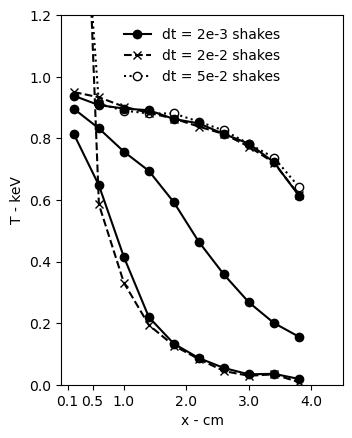 1.2
1.0
0.8
0.6
0.4
0.2
0.0
T - keV
dt = 2e-3 shakes
dt = 2e-2 shakes
dt = 5e-2 shakes
0.1 0.5 1.0 2.0 3.0 4.0
x - cm